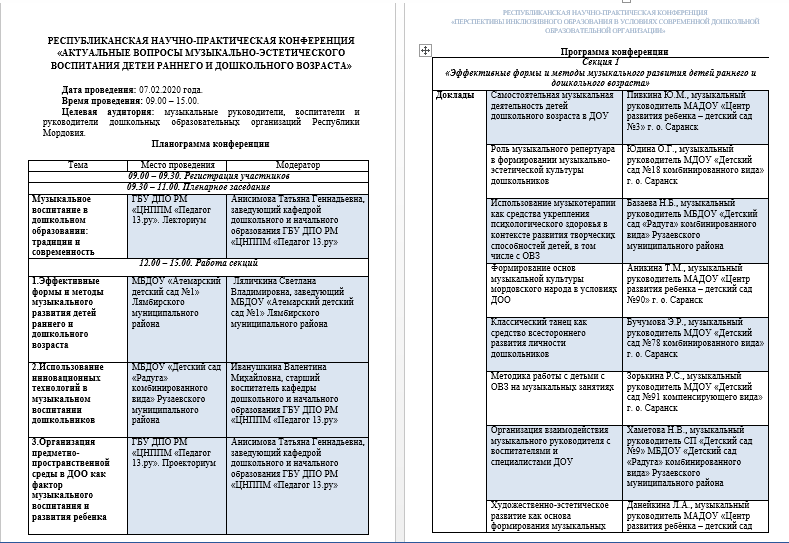 РЕСПУБЛИКАНСКАЯ НАУЧНО-ПРАКТИЧЕСКАЯ КОНФЕРЕНЦИЯ
«АКТУАЛЬНЫЕ ВОПРОСЫ МУЗЫКАЛЬНО-ЭСТЕТИЧЕСКОГО
ВОСПИТАНИЯ ДЕТЕЙ РАННЕГО И ДОШКОЛЬНОГО ВОЗРАСТА»
Дата проведения: 07.02.2020 года.
Время проведения: 09.00 – 15.00.
Целевая аудитория: музыкальные руководители, воспитатели и
руководители дошкольных образовательных организаций Республики
Мордовия.
Планограмма конференции
Тема
Место проведения
Модератор
09.00 – 09.30. Регистрация участников
09.30 – 11.00. Пленарное заседание
Музыкальное
воспитание в
дошкольном
образовании:
традиции и
современность
ГБУ ДПО РМ
«ЦНППМ «Педагог
13.ру». Лекториум
Анисимова Татьяна Геннадьевна,
заведующий кафедрой
дошкольного и начального
образования ГБУ ДПО РМ
«ЦНППМ «Педагог 13.ру»
12.00 – 15.00. Работа секций
1.Эффективные
формы и методы
музыкального
развития детей
раннего и
дошкольного
возраста
МБДОУ «Атемарский
детский сад №1»
Лямбирского
муниципального
района
Ляличкина Светлана
Владимировна, заведующий
МБДОУ «Атемарский детский
сад №1» Лямбирского
муниципального района
2.Использование
инновационных
технологий в
музыкальном
воспитании
дошкольников
МБДОУ «Детский сад
«Радуга»
комбинированного
вида» Рузаевского
муниципального
района
Иванушкина Валентина
Михайловна, старший
воспитатель кафедры
дошкольного и начального
образования ГБУ ДПО РМ
«ЦНППМ «Педагог 13.ру»
3.Организация
предметно-
пространственной
среды в ДОО как
фактор
музыкального
воспитания и
развития ребенка
ГБУ ДПО РМ
«ЦНППМ «Педагог
13.ру». Проекториум
Анисимова Татьяна Геннадьевна,
заведующий кафедрой
дошкольного и начального
образования ГБУ ДПО РМ
«ЦНППМ «Педагог 13.ру»
РЕСПУБЛИКАНСКАЯ НАУЧНО-ПРАКТИЧЕСКАЯ КОНФЕРЕНЦИЯ
«ПЕРСПЕКТИВЫ ИНКЛЮЗИВНОГО ОБРАЗОВАНИЯ В УСЛОВИЯХ СОВРЕМЕННОЙ ДОШКОЛЬНОЙ
ОБРАЗОВАТЕЛЬНОЙ ОРГАНИЗАЦИИ»
Программа конференции
Секция 1
«Эффективные формы и методы музыкального развития детей раннего и
дошкольного возраста»
Доклады
Самостоятельная музыкальная
деятельность детей
дошкольного возраста в ДОУ
Пивкина Ю.М., музыкальный
руководитель МАДОУ «Центр
развития ребенка – детский сад
№3» г. о. Саранск
Роль музыкального репертуара
в формировании музыкально-
эстетической культуры
дошкольников
Юдина О.Г., музыкальный
руководитель МДОУ «Детский
сад №18 комбинированного вида»
г. о. Саранск
Использование музыкотерапии
как средства укрепления
психологического здоровья в
контексте развития творческих
способностей детей, в том
числе с ОВЗ
Базаева Н.Б., музыкальный
руководитель МБДОУ «Детский
сад «Радуга» комбинированного
вида» Рузаевского
муниципального района
Формирование основ
музыкальной культуры
мордовского народа в условиях
ДОО
Аникина Т.М., музыкальный
руководитель МАДОУ «Центр
развития ребенка – детский сад
№90» г. о. Саранск
Классический танец как
средство всестороннего
развития личности
дошкольников
Бучумова Э.Р., музыкальный
руководитель МДОУ «Детский
сад №78 комбинированного вида»
г. о. Саранск
Методика работы с детьми с
ОВЗ на музыкальных занятиях
Зорькина Р.С., музыкальный
руководитель МДОУ «Детский
сад №91 компенсирующего вида»
г. о. Саранск
Организация взаимодействия
музыкального руководителя с
воспитателями и
специалистами ДОУ
Хаметова Н.В., музыкальный
руководитель СП «Детский сад
№9» МБДОУ «Детский сад
«Радуга» комбинированного
вида» Рузаевского
муниципального района
Художественно-эстетическое
развитие как основа
формирования музыкальных
Данейкина Л.А., музыкальный
руководитель МАДОУ «Центр
развития ребёнка – детский сад